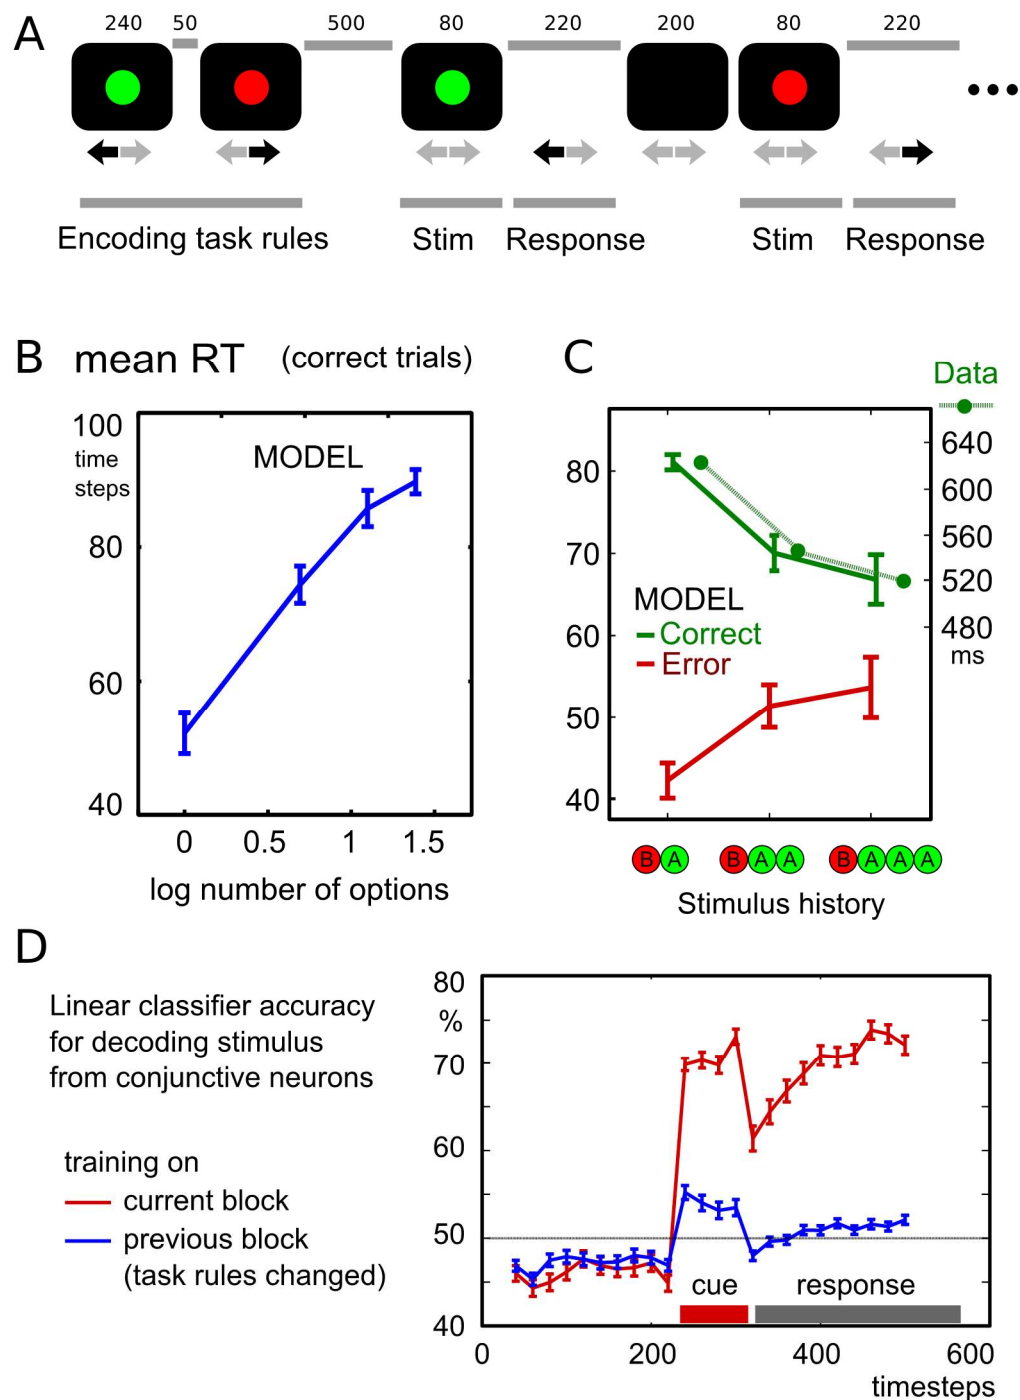 A
240 50 500 80 220 200 80 220
Encoding task rules Stim Response Stim Response
B mean RT (correct trials)
100
time
steps
MODEL
80
60
40
0 0.5 1 1.5
log number of options
C
Data
640
80
600
560
70
520
MODEL
Correct
480
60
Error
ms
50
40
B A B A A B A A A
Stimulus history
D
Linear classifier accuracy
for decoding stimulus
from conjunctive neurons
training on
current block
previous block
(task rules changed)
80
%
70
60
50
cue response
40
0 200 400 600
timesteps